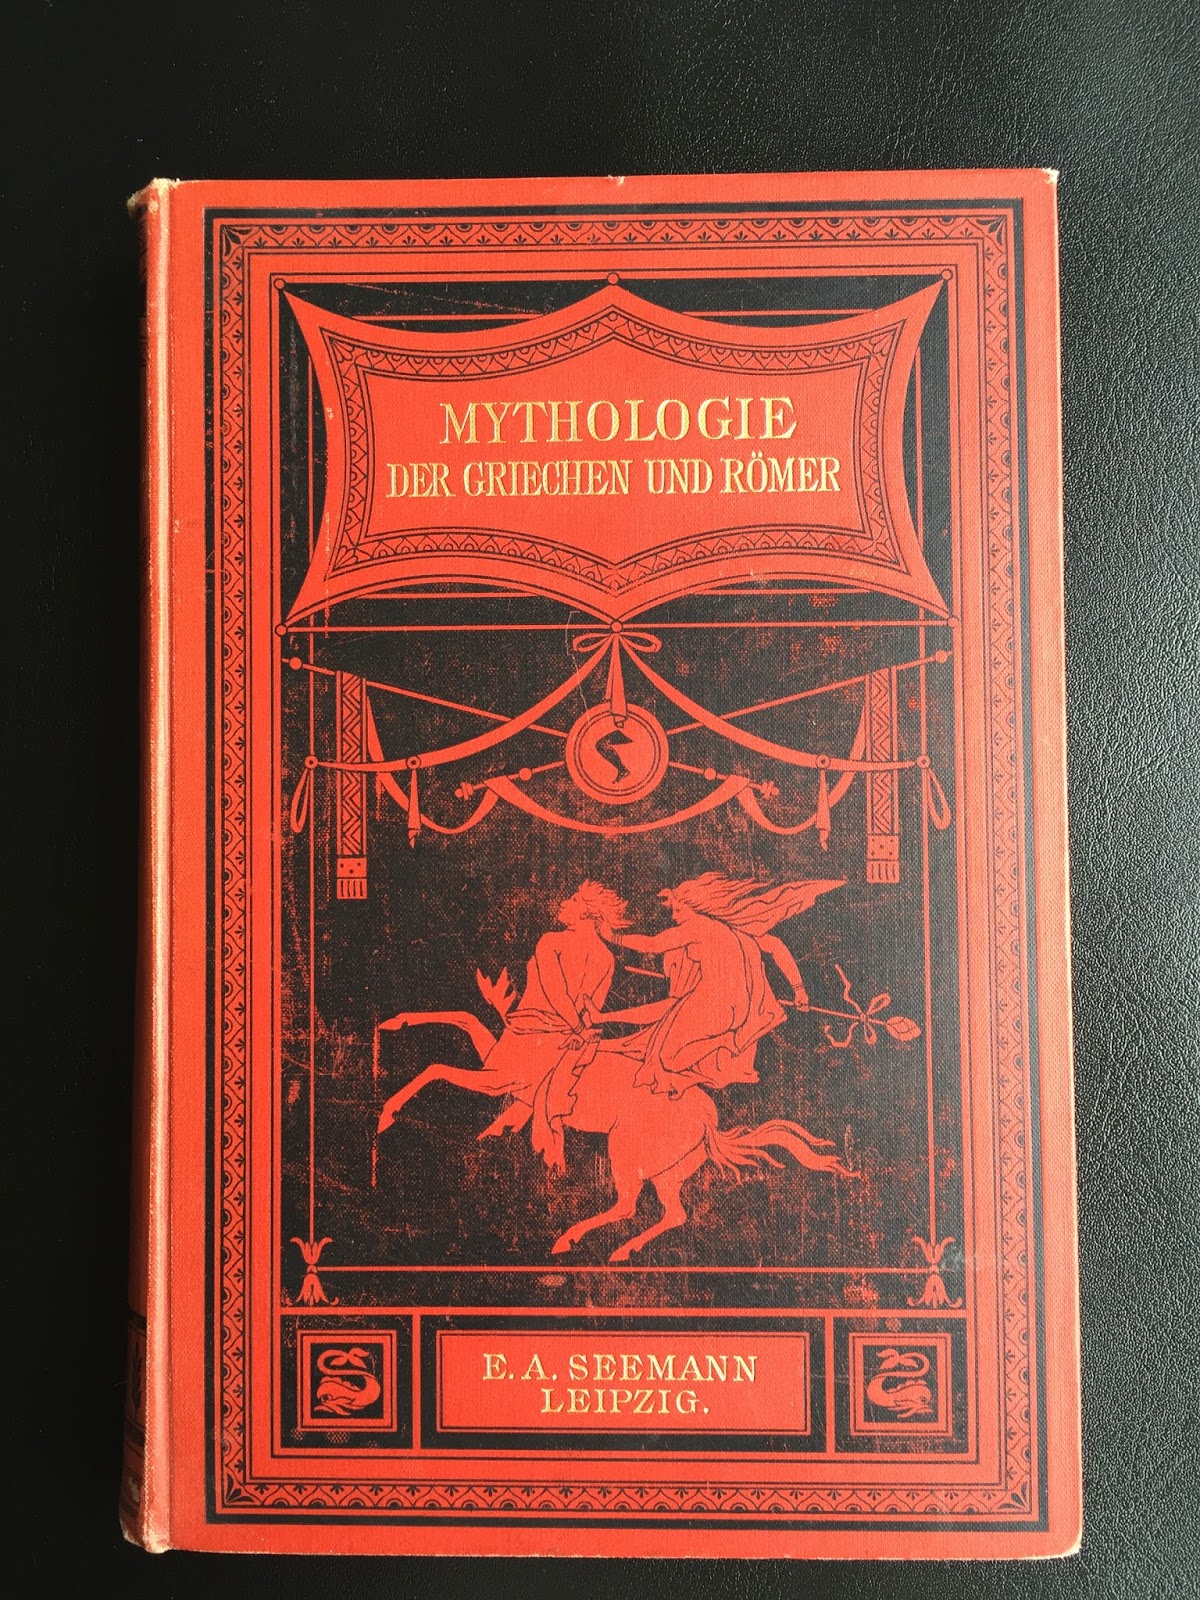 MYTHOLOGIE
DER GRIECHEN UND RÖMER
E. A. SEEMANN
LEIPZIG.